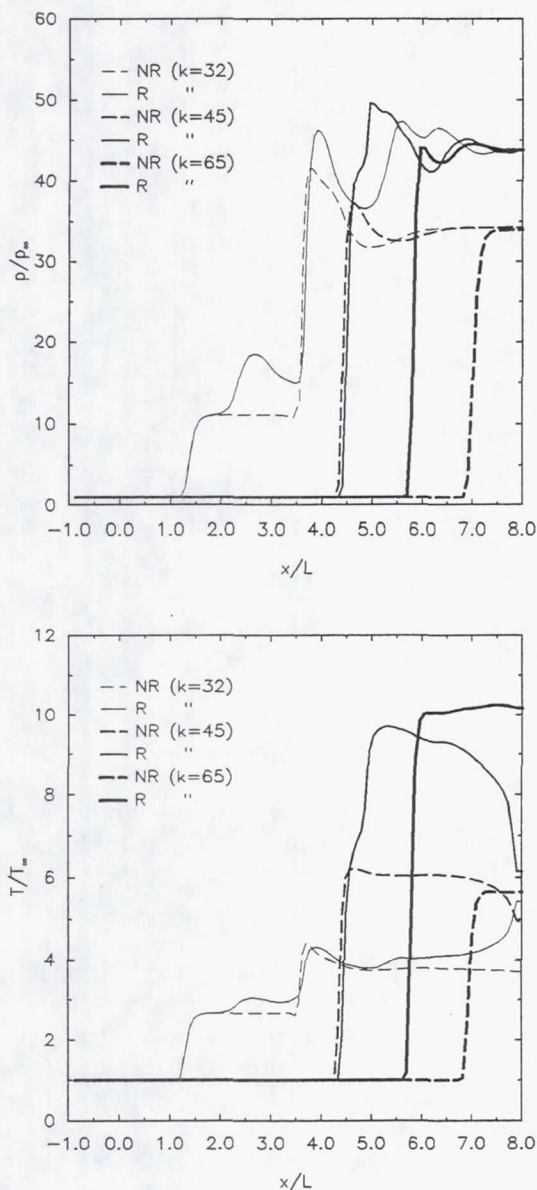 60
50
40
30
20
10
0
p/p∞
NR (k=32)
R "
NR (k=45)
R "
NR (k=65)
R "
−1.0 0.0 1.0 2.0 3.0 4.0 5.0 6.0 7.0 8.0
x/L
12
10
8
6
4
2
0
T/T∞
NR (k=32)
R "
NR (k=45)
R "
NR (k=65)
R "
−1.0 0.0 1.0 2.0 3.0 4.0 5.0 6.0 7.0 8.0
x/L